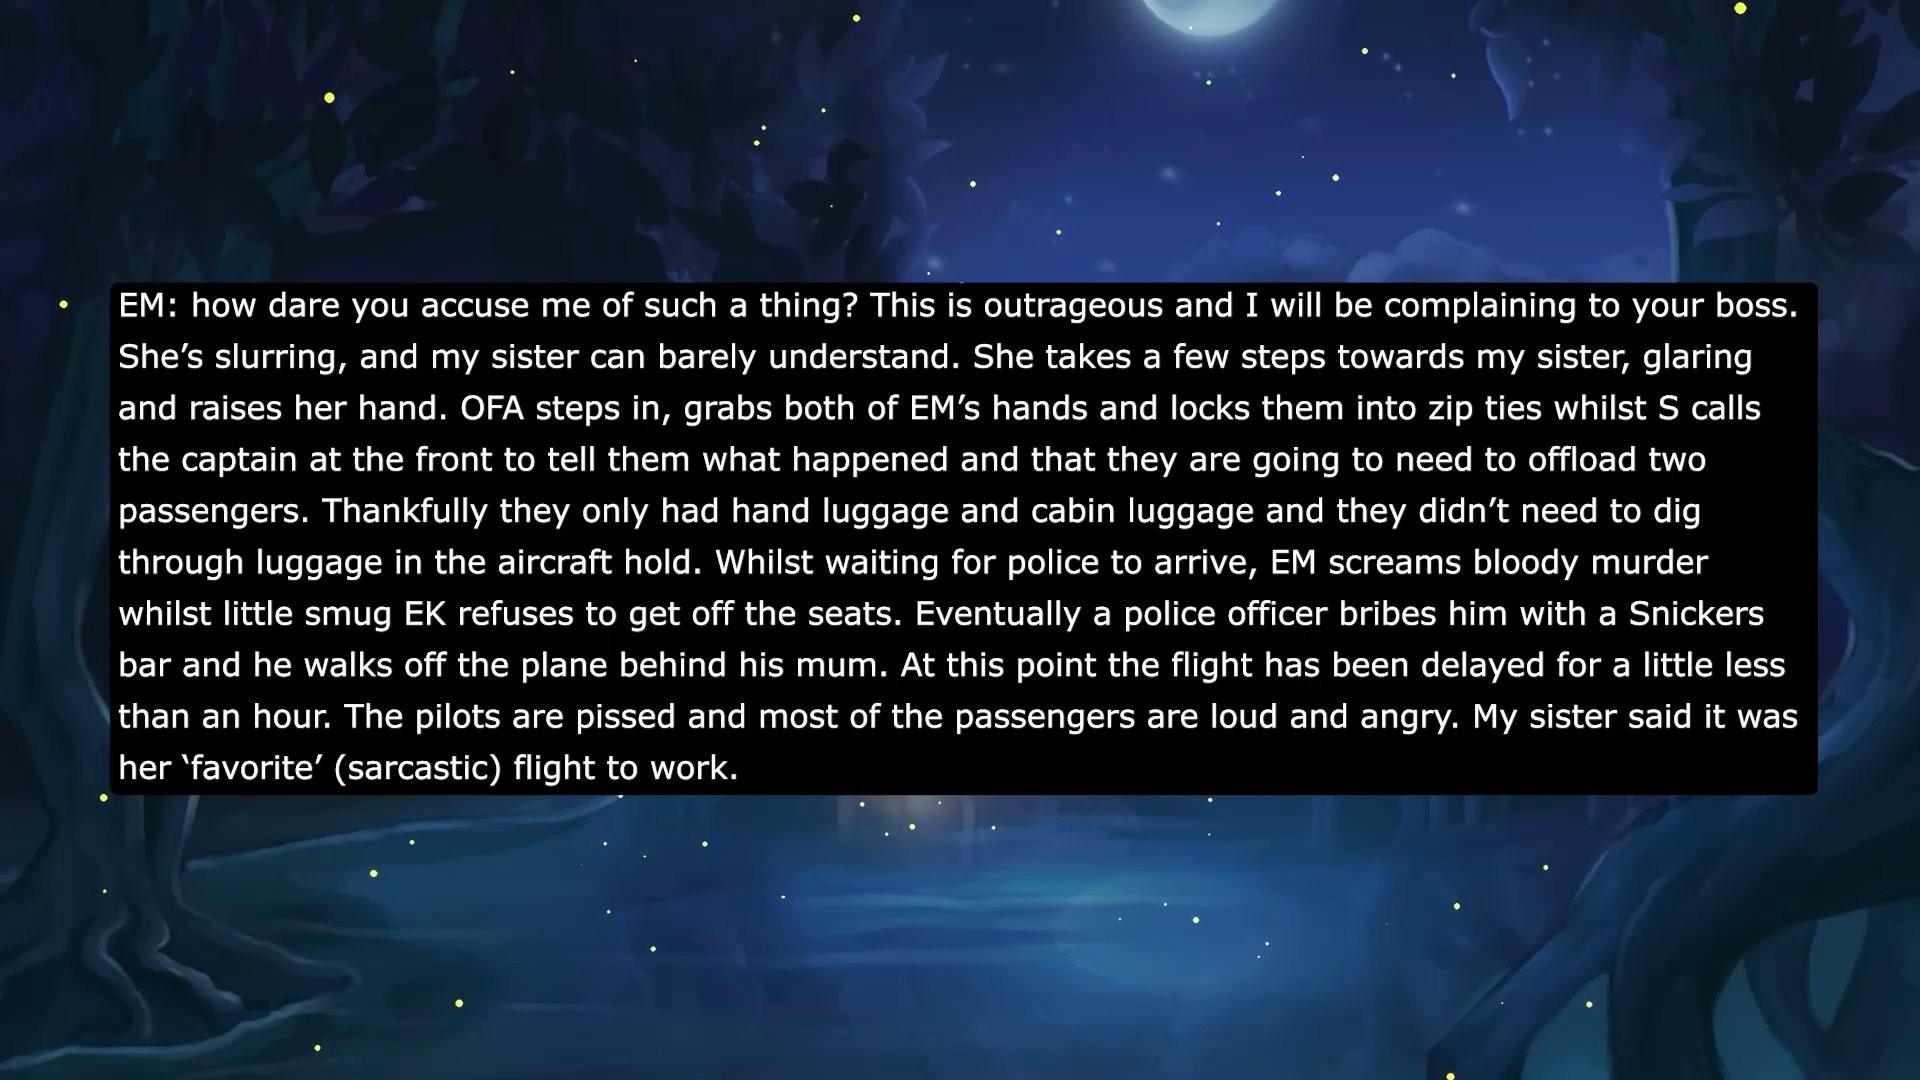 EM: how dare you accuse me of such a thing? This is outrageous and I will be complaining to your boss.
She’s slurring, and my sister can barely understand. She takes a few steps towards my sister, glaring
and raises her hand. OFA steps in, grabs both of EM’s hands and locks them into zip ties whilst S calls
the captain at the front to tell them what happened and that they are going to need to offload two
passengers. Thankfully they only had hand luggage and cabin luggage and they didn’t need to dig
through luggage in the aircraft hold. Whilst waiting for police to arrive, EM screams bloody murder
whilst little smug EK refuses to get off the seats. Eventually a police officer bribes him with a Snickers
bar and he walks off the plane behind his mum. At this point the flight has been delayed for a little less
than an hour. The pilots are pissed and most of the passengers are loud and angry. My sister said it was
her ‘favorite’ (sarcastic) flight to work.